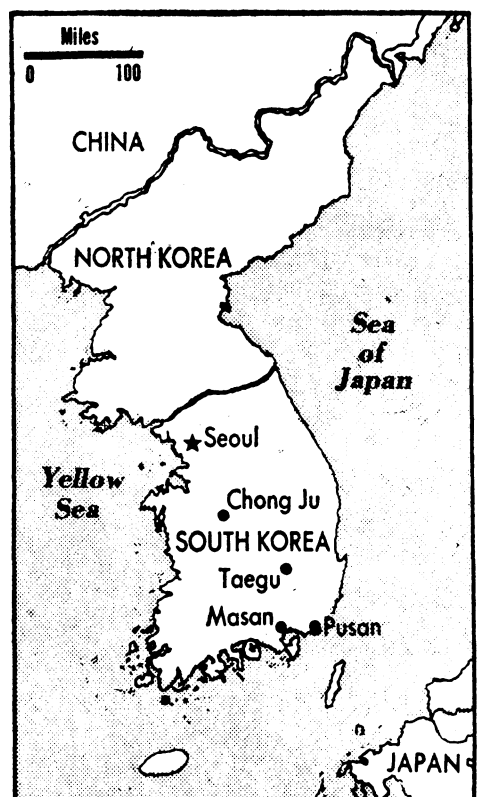 Miles
0 100
CHINA
NORTH KOREA
Sea
of
Japan
Seoul
Yellow
Sea
Chong Ju
SOUTH KOREA
Taegu
Masan
Pusan
JAPAN